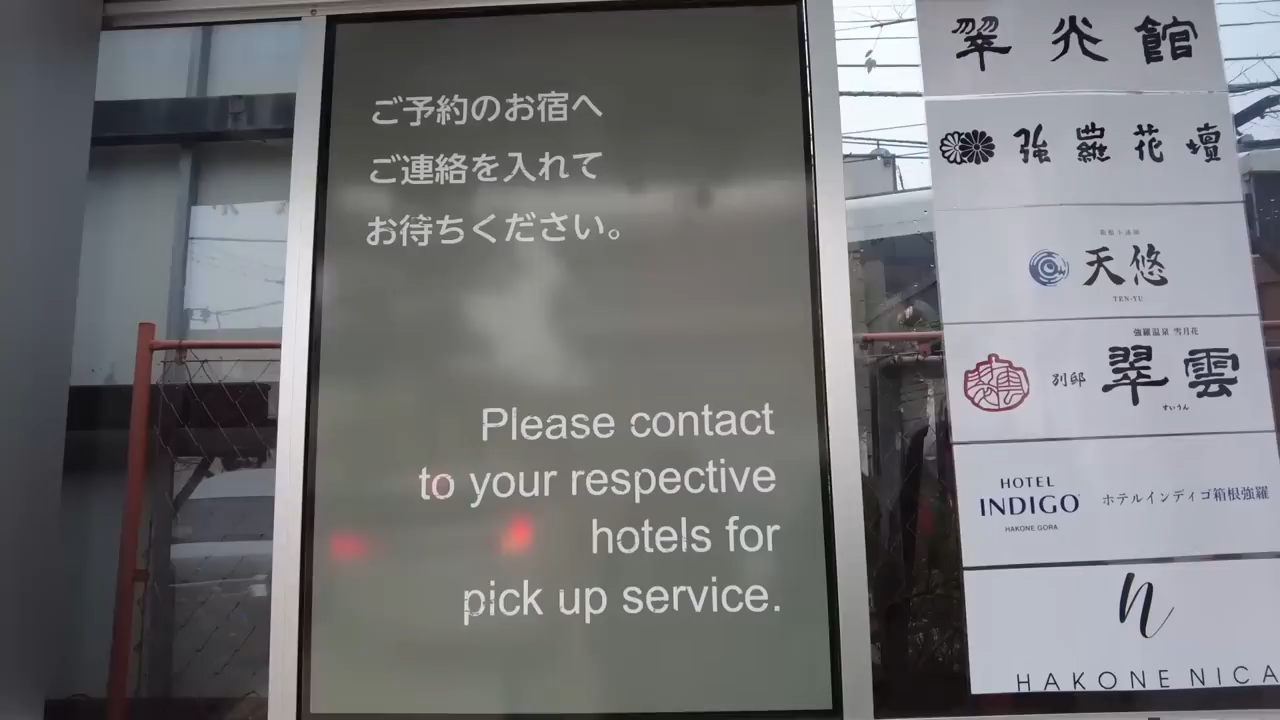 ご予約のお宿へ
ご連絡を入れて
お待ちください。
Please contact
to your respective
hotels for
pick up service.
翠光館
強羅花壇
天悠
TEN-YU
強羅温泉 雪月花
別邸 翠雲
すいうん
HOTEL
INDIGO
HAKONE GORA
ホテルインディゴ箱根強羅
n
HAKONE NICA